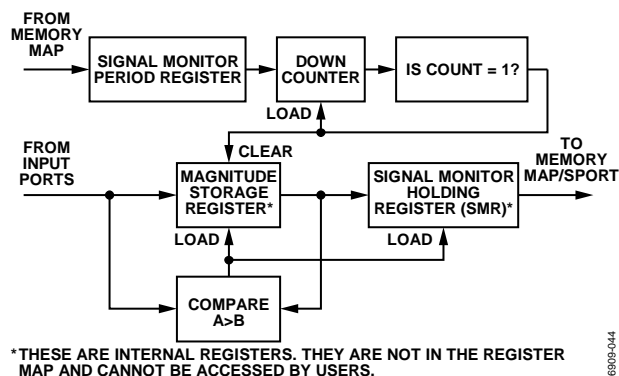 FROM
MEMORY
MAP
SIGNAL MONITOR
PERIOD REGISTER
DOWN
COUNTER
IS COUNT = 1?
LOAD
CLEAR
FROM
INPUT
PORTS
MAGNITUDE
STORAGE
REGISTER*
SIGNAL MONITOR
HOLDING
REGISTER (SMR)*
TO
MEMORY
MAP/SPORT
LOAD
LOAD
COMPARE
A>B
*THESE ARE INTERNAL REGISTERS. THEY ARE NOT IN THE REGISTER
MAP AND CANNOT BE ACCESSED BY USERS.
6909-044